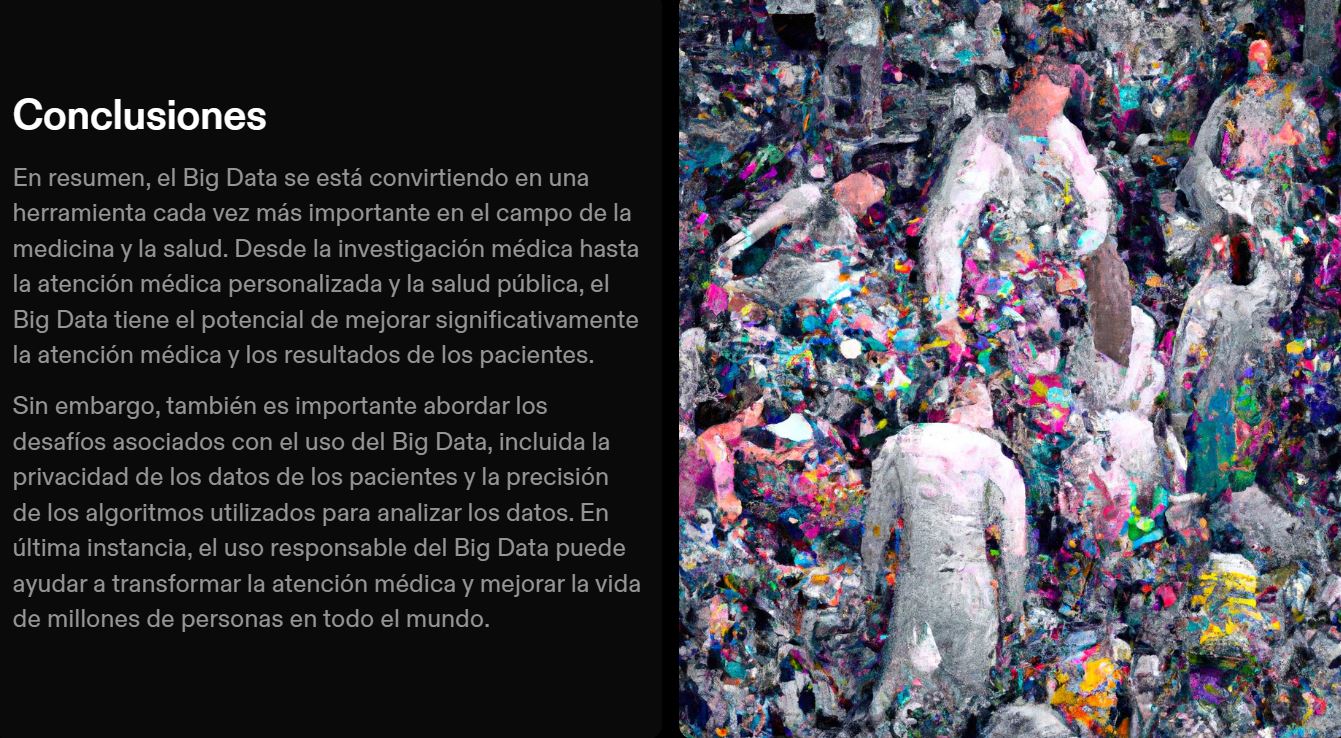 Conclusiones
En resumen, el Big Data se está convirtiendo en una
herramienta cada vez más importante en el campo de la
medicina y la salud. Desde la investigación médica hasta
la atención médica personalizada y la salud pública, el
Big Data tiene el potencial de mejorar significativamente
la atención médica y los resultados de los pacientes.
Sin embargo, también es importante abordar los
desafíos asociados con el uso del Big Data, incluida la
privacidad de los datos de los pacientes y la precisión
de los algoritmos utilizados para analizar los datos. En
última instancia, el uso responsable del Big Data puede
ayudar a transformar la atención médica y mejorar la vida
de millones de personas en todo el mundo.